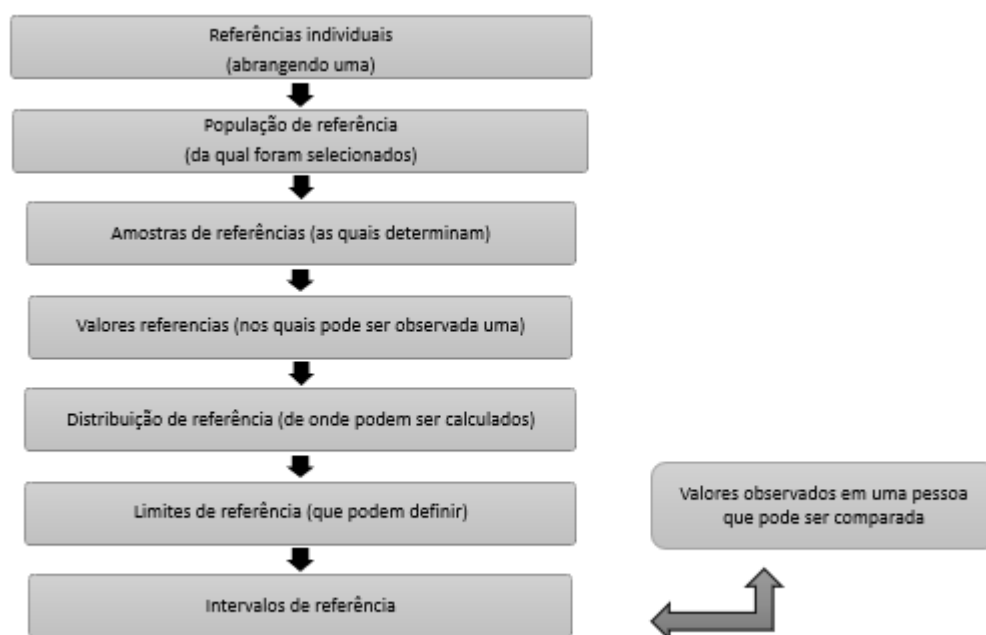 Referências individuais
(abrangendo uma)
População de referência
(da qual foram selecionados)
Amostras de referências (as quais determinam)
Valores referencias (nos quais pode ser observada uma)
Distribuição de referência (de onde podem ser calculados)
Limites de referência (que podem definir)
Valores observados em uma pessoa
que pode ser comparada
Intervalos de referência